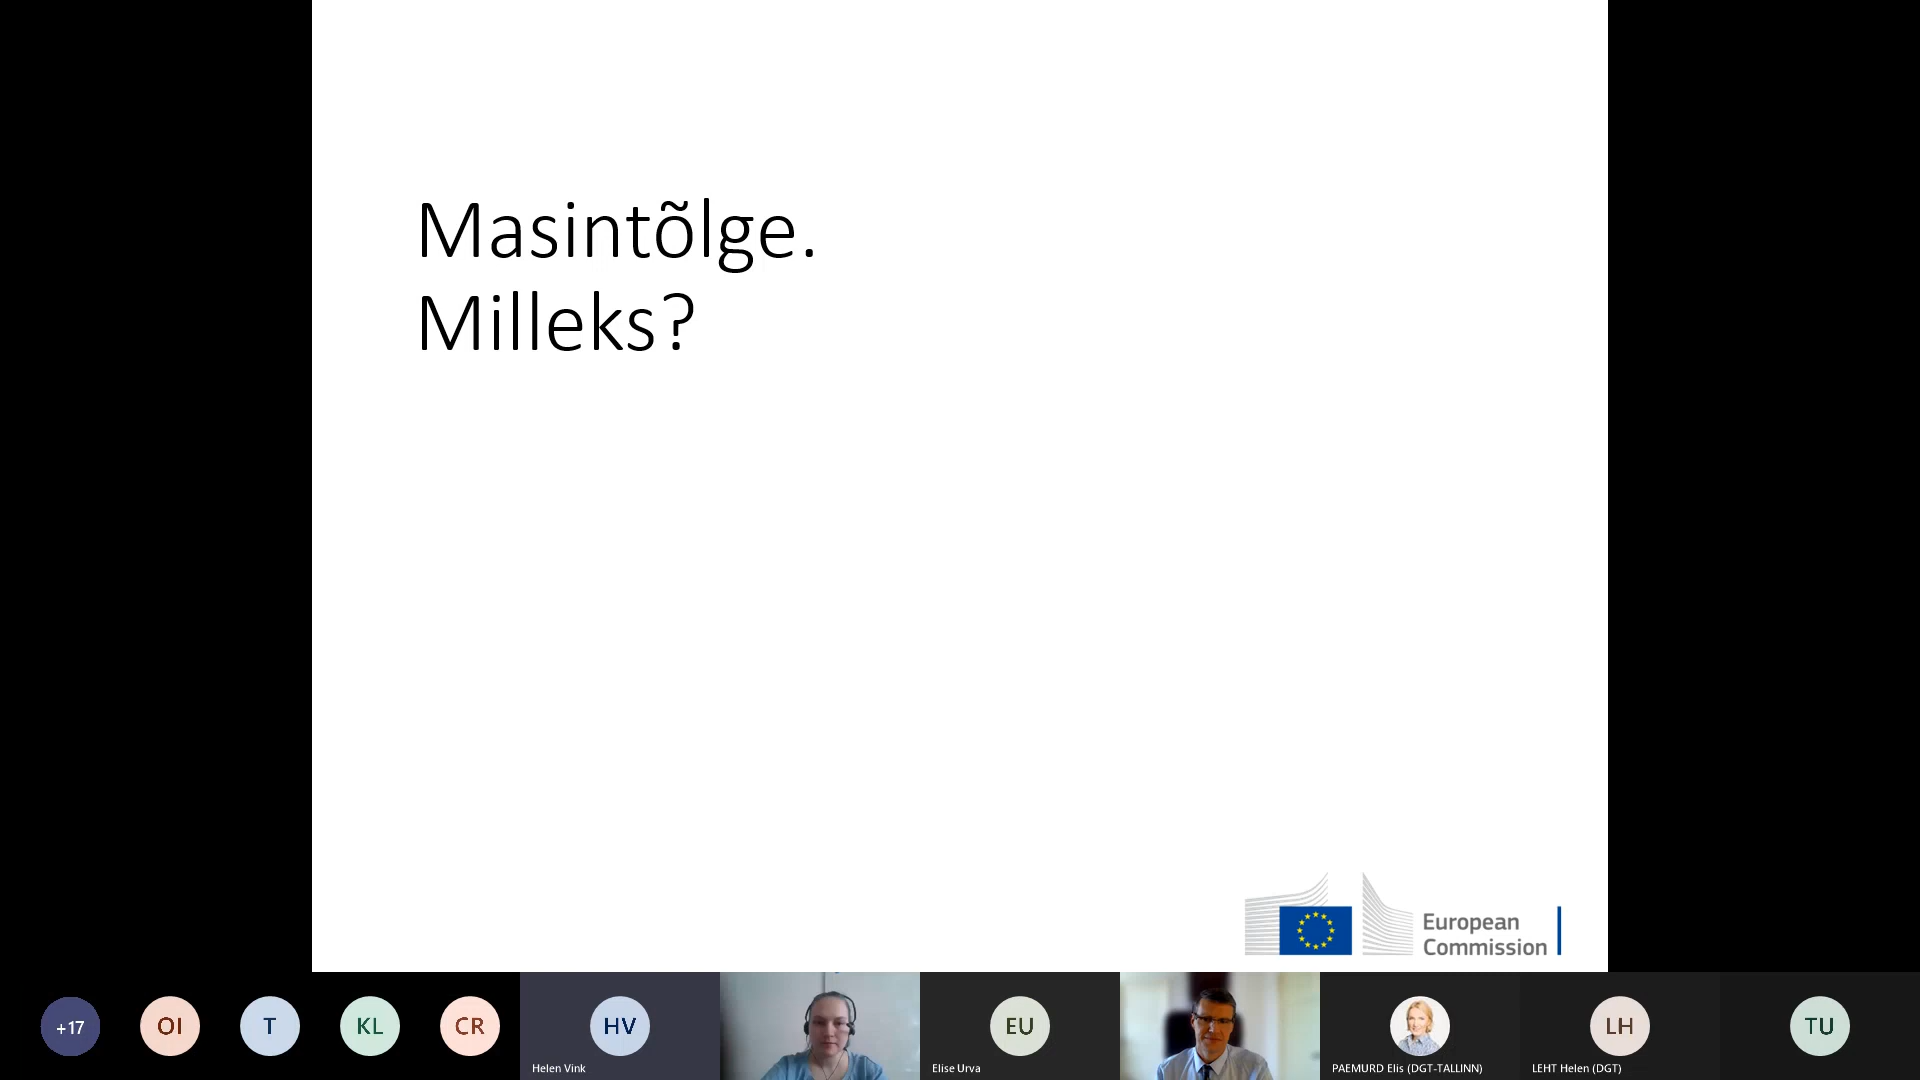 Masintõlge.
Milleks?
European
Commission
+17
OI
T
KL
CR
HV
EU
LH
TU
Helen Vink
Elise Urva
PAEMURD Elis (DGT-TALLINN)
LEHT Helen (DGT)